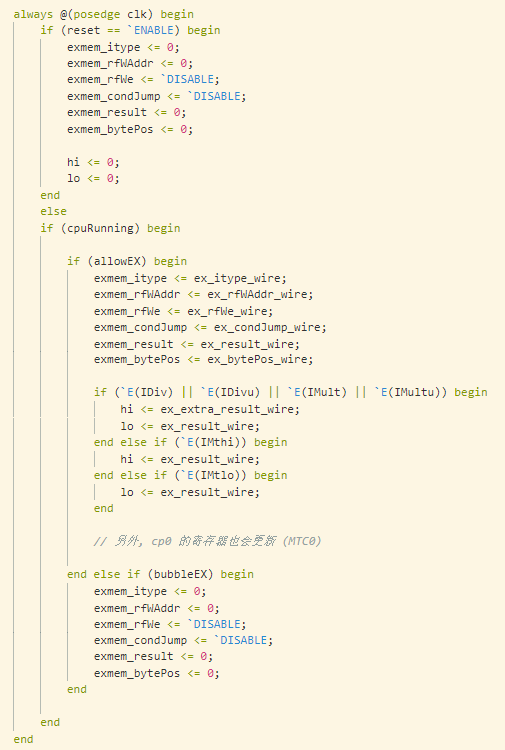 always @(posedge clk) begin
    if (reset == `ENABLE) begin
        exmem_itype <= 0;
        exmem_rfWAddr <= 0;
        exmem_rfWe <= `DISABLE;
        exmem_condJump <= `DISABLE;
        exmem_result <= 0;
        exmem_bytePos <= 0;

        hi <= 0;
        lo <= 0;
    end
    else
    if (cpuRunning) begin

        if (allowEX) begin
            exmem_itype <= ex_itype_wire;
            exmem_rfWAddr <= ex_rfWAddr_wire;
            exmem_rfWe <= ex_rfWe_wire;
            exmem_condJump <= ex_condJump_wire;
            exmem_result <= ex_result_wire;
            exmem_bytePos <= ex_bytePos_wire;

            if (`E(IDiv) || `E(IDivu) || `E(IMult) || `E(IMultu)) begin
                hi <= ex_extra_result_wire;
                lo <= ex_result_wire;
            end else if (`E(IMthi)) begin
                hi <= ex_result_wire;
            end else if (`E(IMtlo)) begin
                lo <= ex_result_wire;
            end

            // 另外, cp0 的寄存器也会更新 (MTC0)

        end else if (bubbleEX) begin
            exmem_itype <= 0;
            exmem_rfWAddr <= 0;
            exmem_rfWe <= `DISABLE;
            exmem_condJump <= `DISABLE;
            exmem_result <= 0;
            exmem_bytePos <= 0;
        end

    end
end